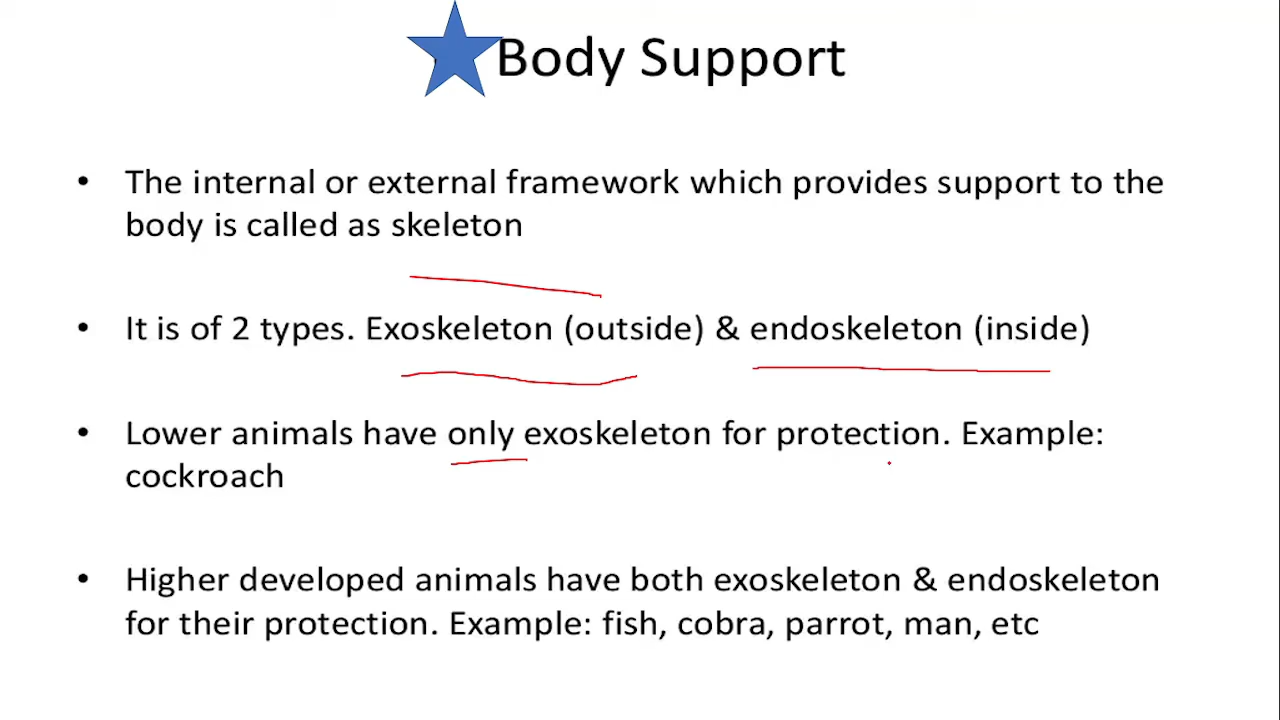 Body Support
• The internal or external framework which provides support to the
body is called as skeleton
• It is of 2 types. Exoskeleton (outside) & endoskeleton (inside)
• Lower animals have only exoskeleton for protection. Example:
cockroach
• Higher developed animals have both exoskeleton & endoskeleton
for their protection. Example: fish, cobra, parrot, man, etc